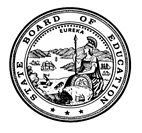 STATE BOARD OF EDUCATION
EUREKA